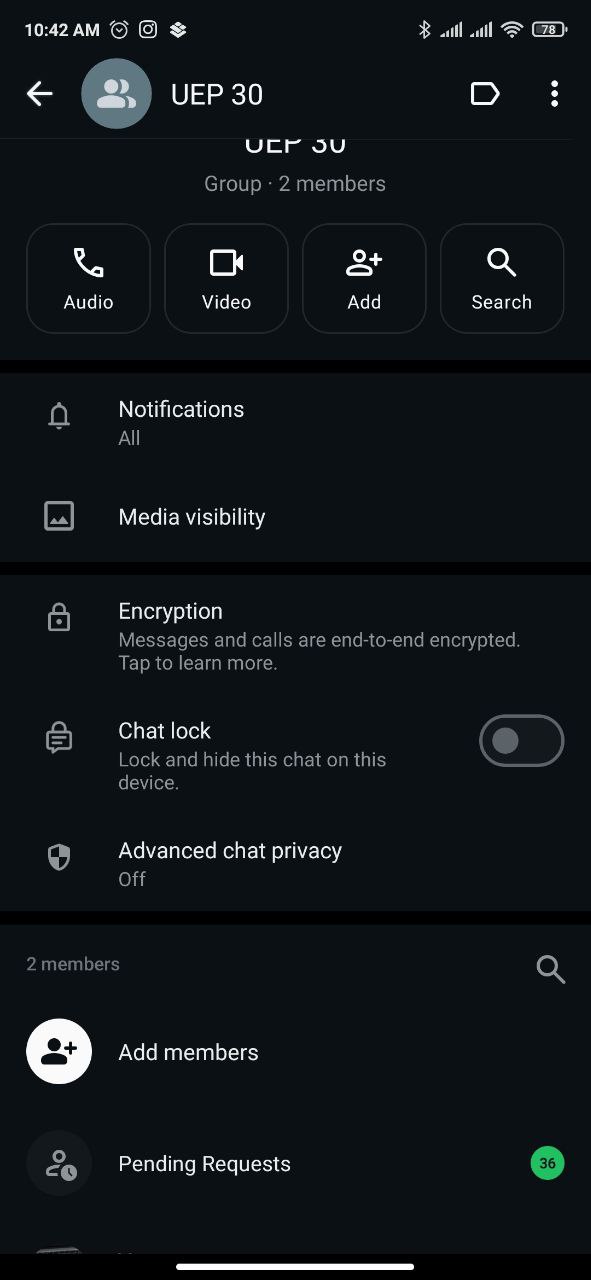 10:42 AM
78
UEP 30
UEP 30
Group · 2 members
Audio
Video
Add
Search
Notifications
All
Media visibility
Encryption
Messages and calls are end-to-end encrypted.
Tap to learn more.
Chat lock
Lock and hide this chat on this
device.
Advanced chat privacy
Off
2 members
Add members
Pending Requests
36